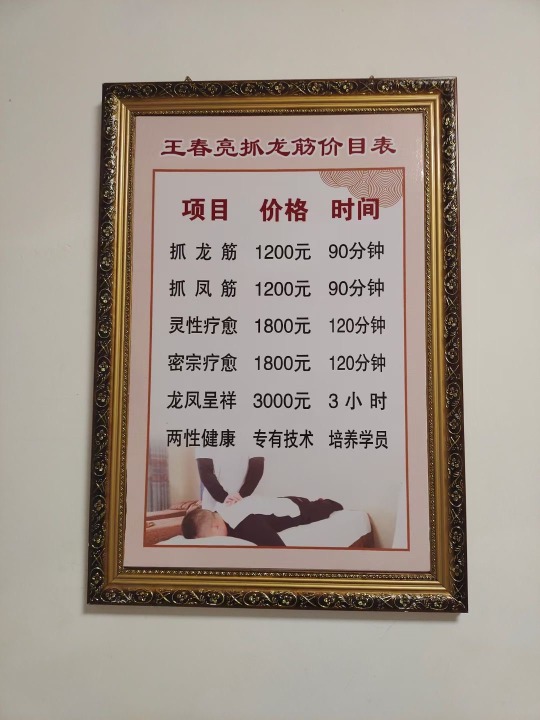 王春亮抓龙筋价目表
项目 价格 时间
抓龙筋 1200元 90分钟
抓凤筋 1200元 90分钟
灵性疗愈 1800元 120分钟
密宗疗愈 1800元 120分钟
龙凤呈祥 3000元 3小时
两性健康 专有技术 培养学员